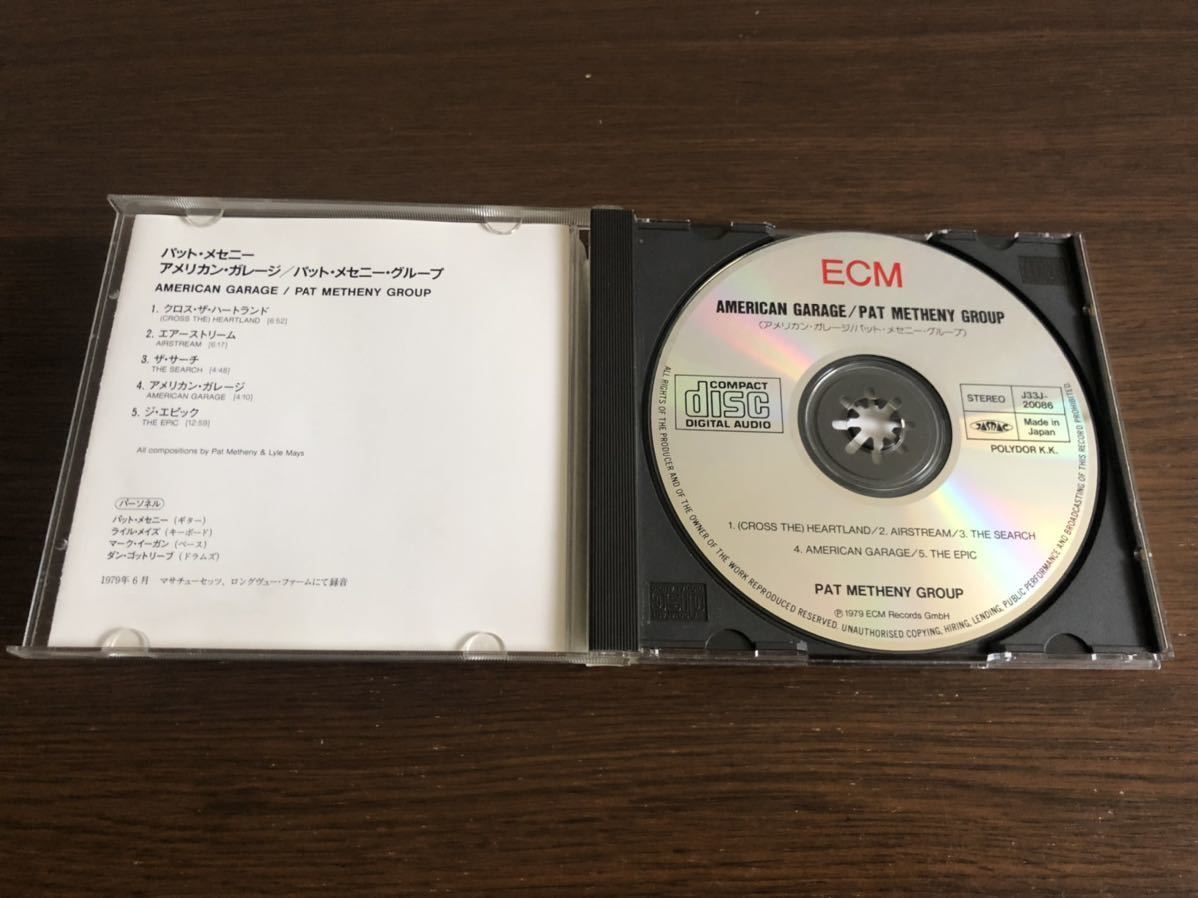 パット・メセニー
アメリカン・ガレージ/パット・メセニー・グループ
AMERICAN GARAGE / PAT METHENY GROUP
1. クロス・ザ・ハートランド
(CROSS THE) HEARTLAND [6:52]
2. エアーストリーム
AIRSTREAM [6:17]
3. ザ・サーチ
THE SEARCH [4:48]
4. アメリカン・ガレージ
AMERICAN GARAGE [4:10]
5. ジ・エピック
THE EPIC [12:59]
All compositions by Pat Metheny & Lyle Mays
パーソネル
パット・メセニー (ギター)
ライル・メイズ (キーボード)
マーク・イーガン (ベース)
ダン・ゴットリーブ (ドラムズ)
1979年6月 マサチューセッツ、ロングヴュー・ファームにて録音
ECM
AMERICAN GARAGE/PAT METHENY GROUP
(アメリカン・ガレージ/パット・メセニー・グループ)
COMPACT
disc
DIGITAL AUDIO
STEREO
J33J-
20086
JASRAC
Made in
Japan
POLYDOR K.K.
1. (CROSS THE) HEARTLAND/2. AIRSTREAM/3. THE SEARCH
4. AMERICAN GARAGE/5. THE EPIC
PAT METHENY GROUP
℗ 1979 ECM Records GmbH
ALL RIGHTS OF THE PRODUCER AND OF THE OWNER OF THE WORK REPRODUCED RESERVED. UNAUTHORISED COPYING, HIRING, LENDING, PUBLIC PERFORMANCE AND BROADCASTING OF THIS RECORD PROHIBITED.